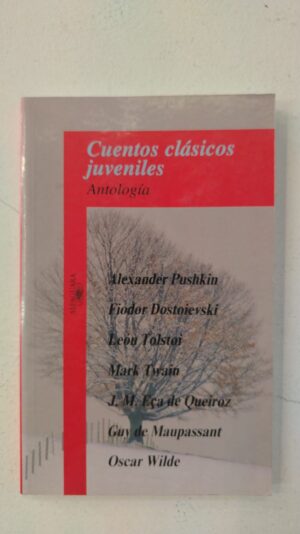 Cuentos clásicos
juveniles
Antología
ALFAGUARA
Alexander Pushkin
Fiodor Dostoievski
León Tolstoi
Mark Twain
J. M. Eça de Queiroz
Guy de Maupassant
Oscar Wilde